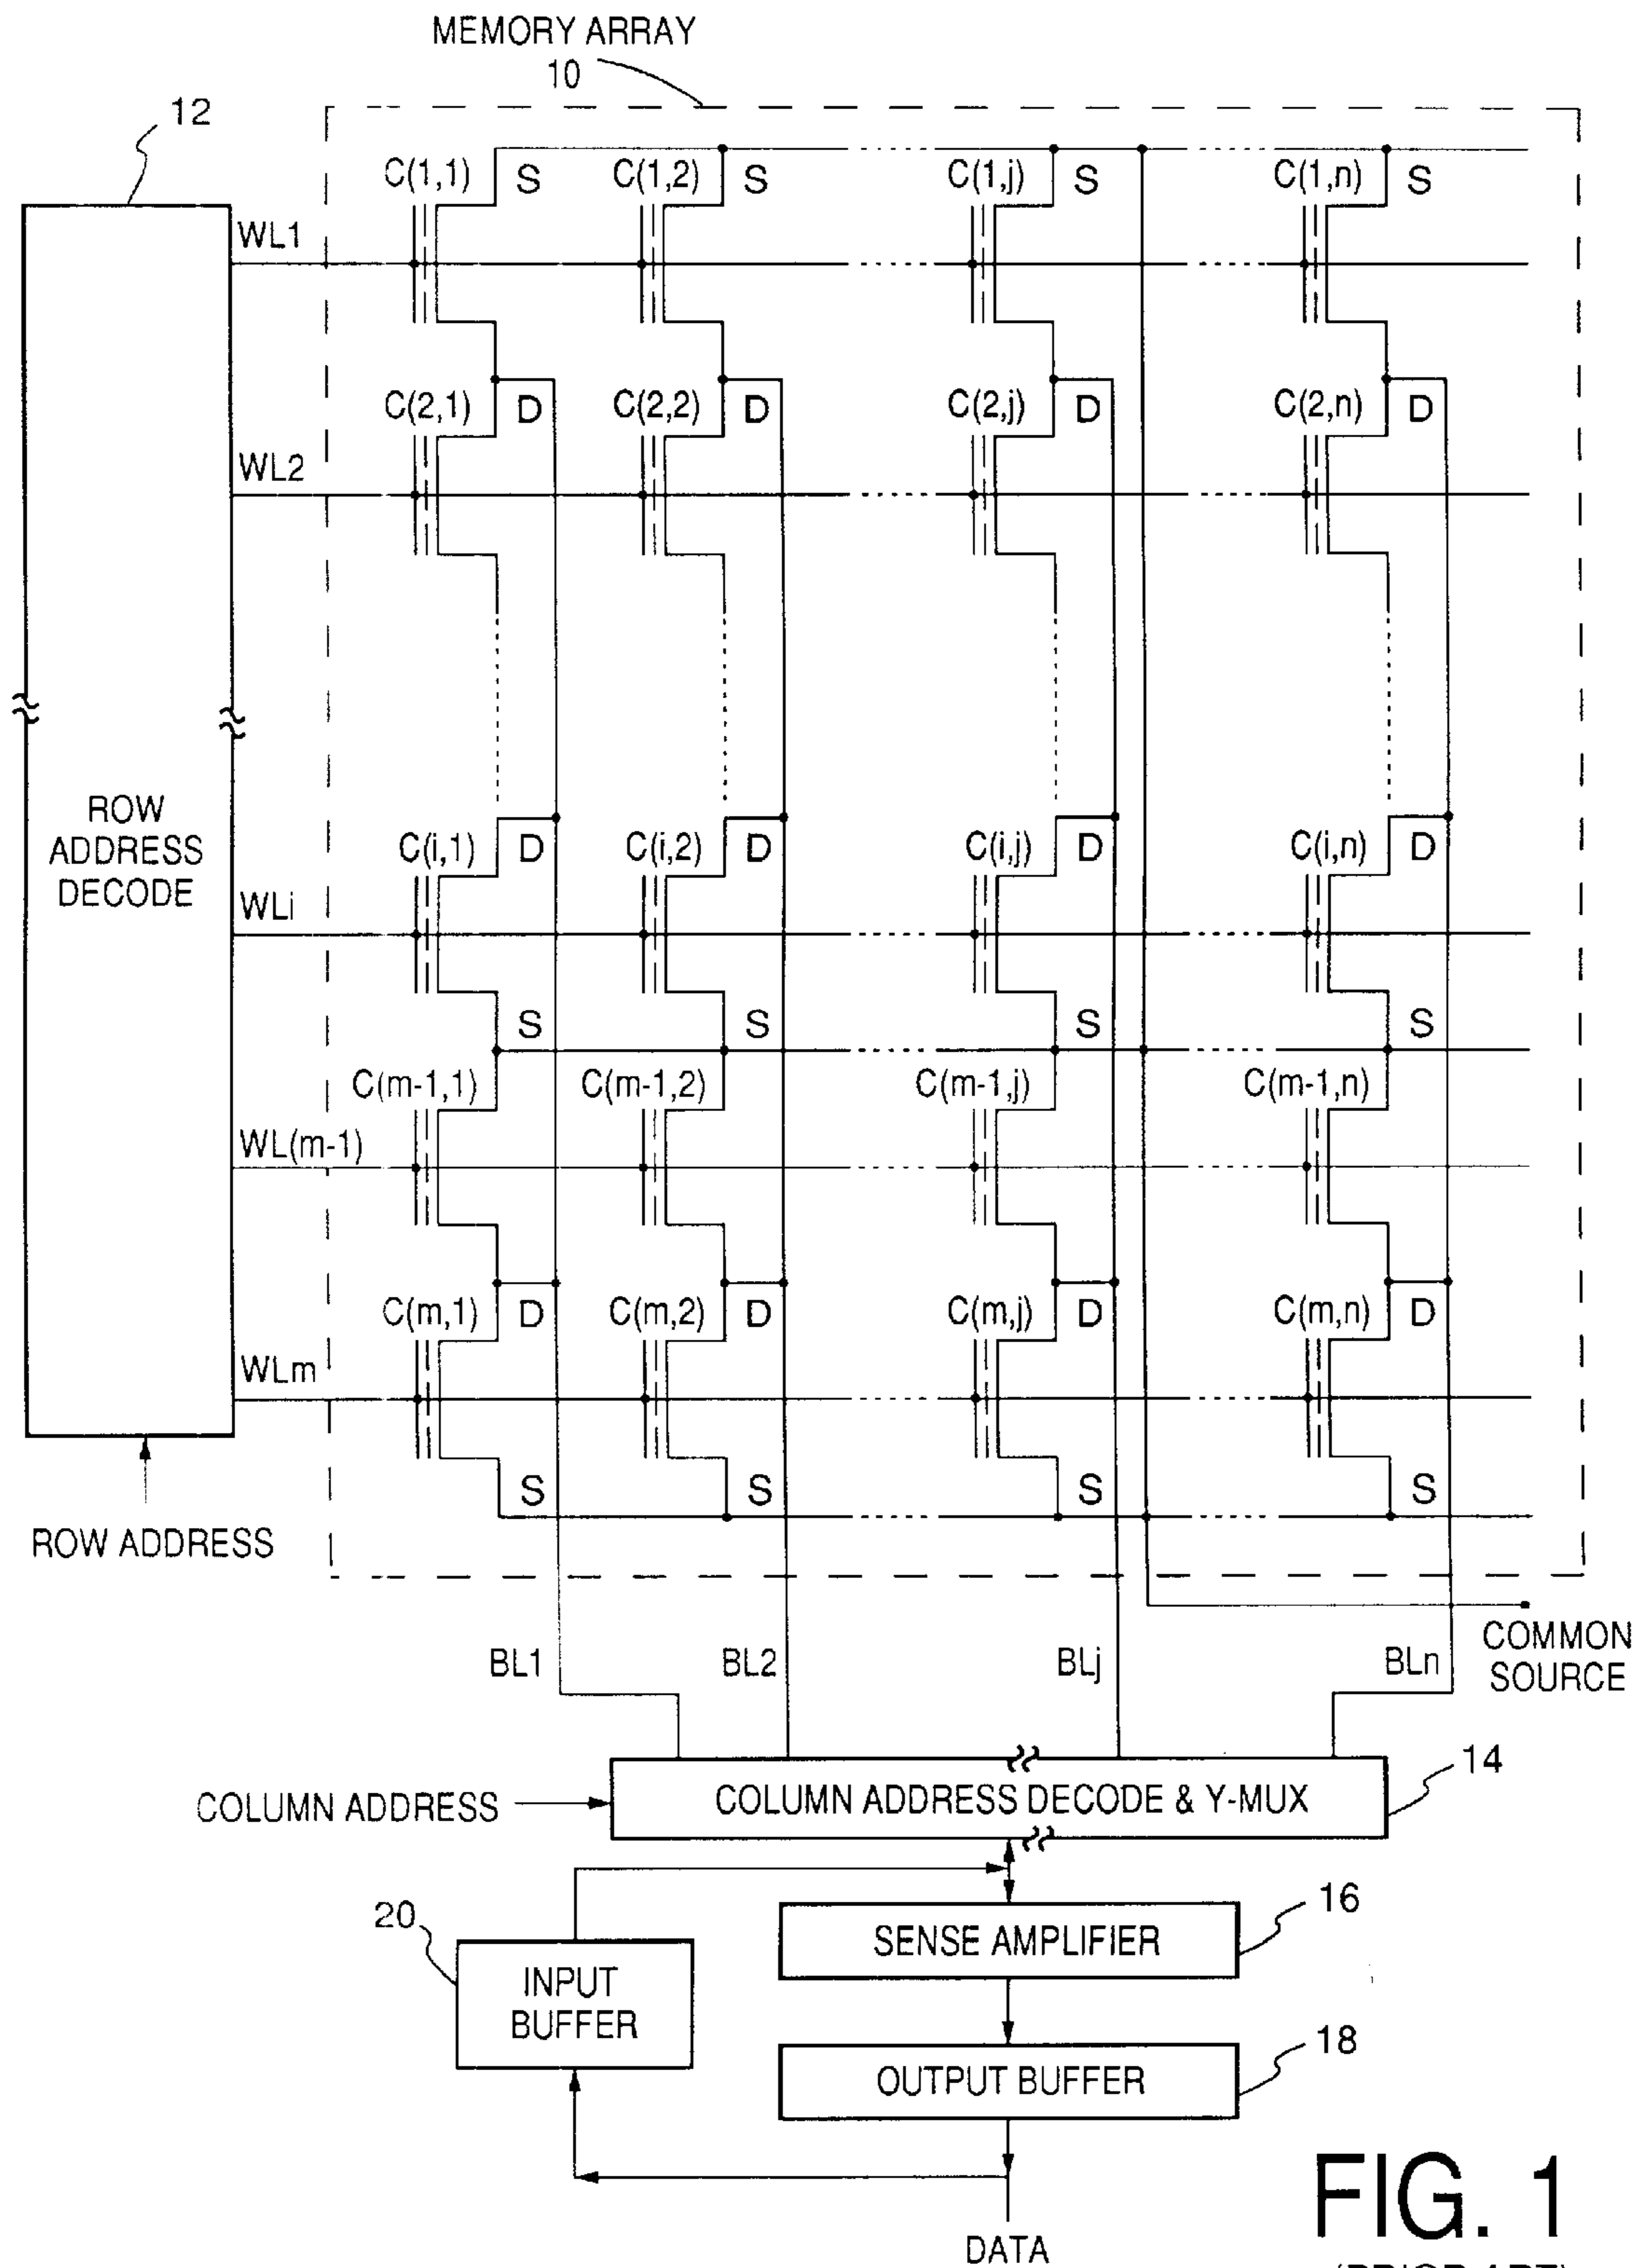 MEMORY ARRAY
10
12
C(1,1) S C(1,2) S C(1,j) S C(1,n) S
WL1
C(2,1) D C(2,2) D C(2,j) D C(2,n) D
WL2
ROW
ADDRESS
DECODE
C(i,1) D C(i,2) D C(i,j) D C(i,n) D
WLi
S S S S
C(m-1,1) C(m-1,2) C(m-1,j) C(m-1,n)
WL(m-1)
C(m,1) D C(m,2) D C(m,j) D C(m,n) D
WLm
S S S S
ROW ADDRESS
COMMON
SOURCE
BL1 BL2 BLj BLn
14
COLUMN ADDRESS
COLUMN ADDRESS DECODE & Y-MUX
16
20
SENSE AMPLIFIER
INPUT
BUFFER
18
OUTPUT BUFFER
DATA
FIG. 1
(PRIOR ART)